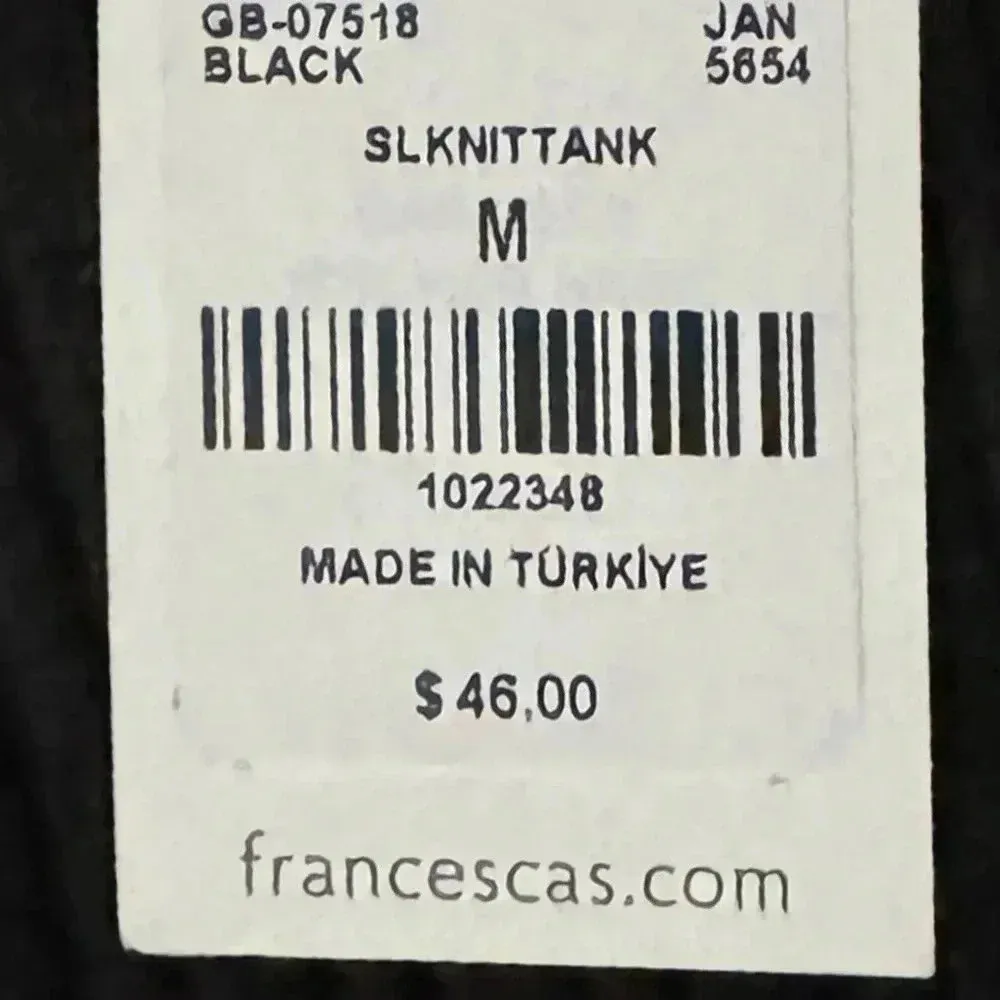 GB-07518 JAN
BLACK 5654
SLKNITTANK
M
1022348
MADE IN TÜRKİYE
$ 46.00
francescas.com